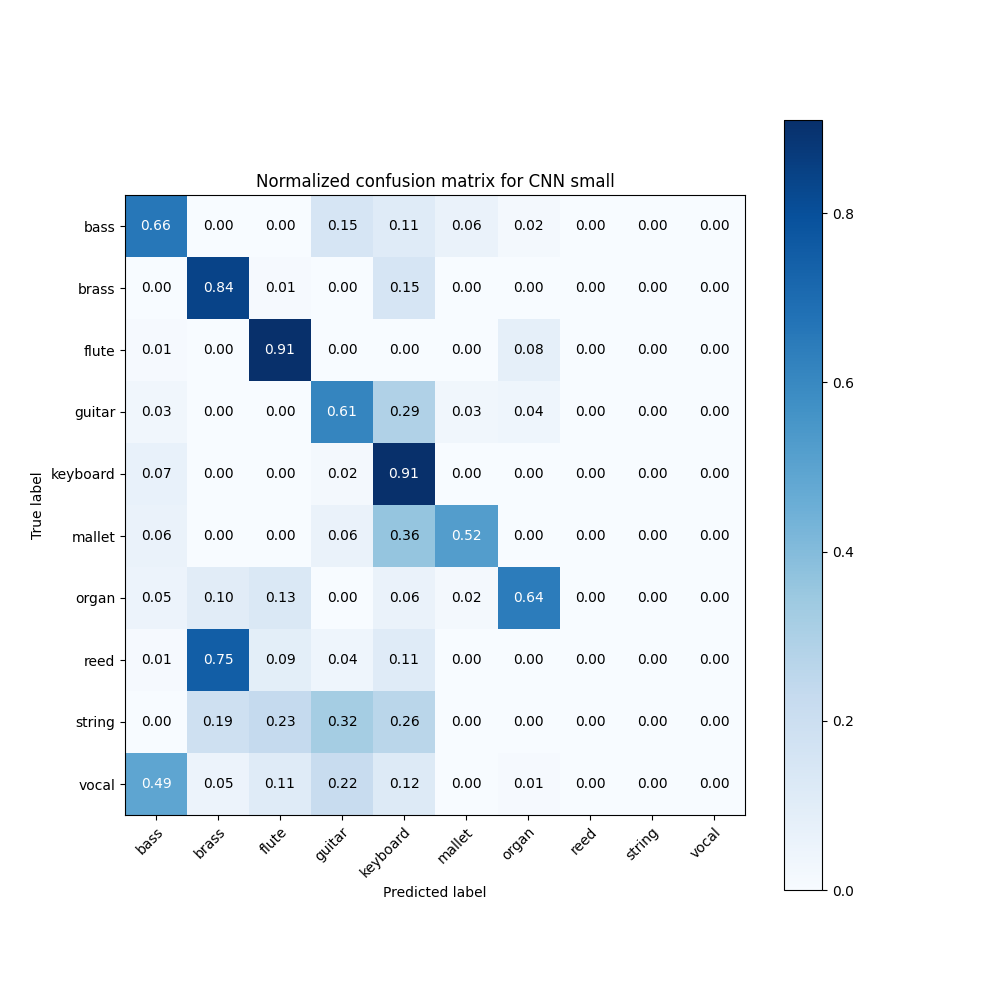 Normalized confusion matrix for CNN small
bass 0.66 0.00 0.00 0.15 0.11 0.06 0.02 0.00 0.00 0.00
brass 0.00 0.84 0.01 0.00 0.15 0.00 0.00 0.00 0.00 0.00
flute 0.01 0.00 0.91 0.00 0.00 0.00 0.08 0.00 0.00 0.00
guitar 0.03 0.00 0.00 0.61 0.29 0.03 0.04 0.00 0.00 0.00
keyboard 0.07 0.00 0.00 0.02 0.91 0.00 0.00 0.00 0.00 0.00
mallet 0.06 0.00 0.00 0.06 0.36 0.52 0.00 0.00 0.00 0.00
organ 0.05 0.10 0.13 0.00 0.06 0.02 0.64 0.00 0.00 0.00
reed 0.01 0.75 0.09 0.04 0.11 0.00 0.00 0.00 0.00 0.00
string 0.00 0.19 0.23 0.32 0.26 0.00 0.00 0.00 0.00 0.00
vocal 0.49 0.05 0.11 0.22 0.12 0.00 0.01 0.00 0.00 0.00
bass brass flute guitar keyboard mallet organ reed string vocal
Predicted label
True label
0.8
0.6
0.4
0.2
0.0